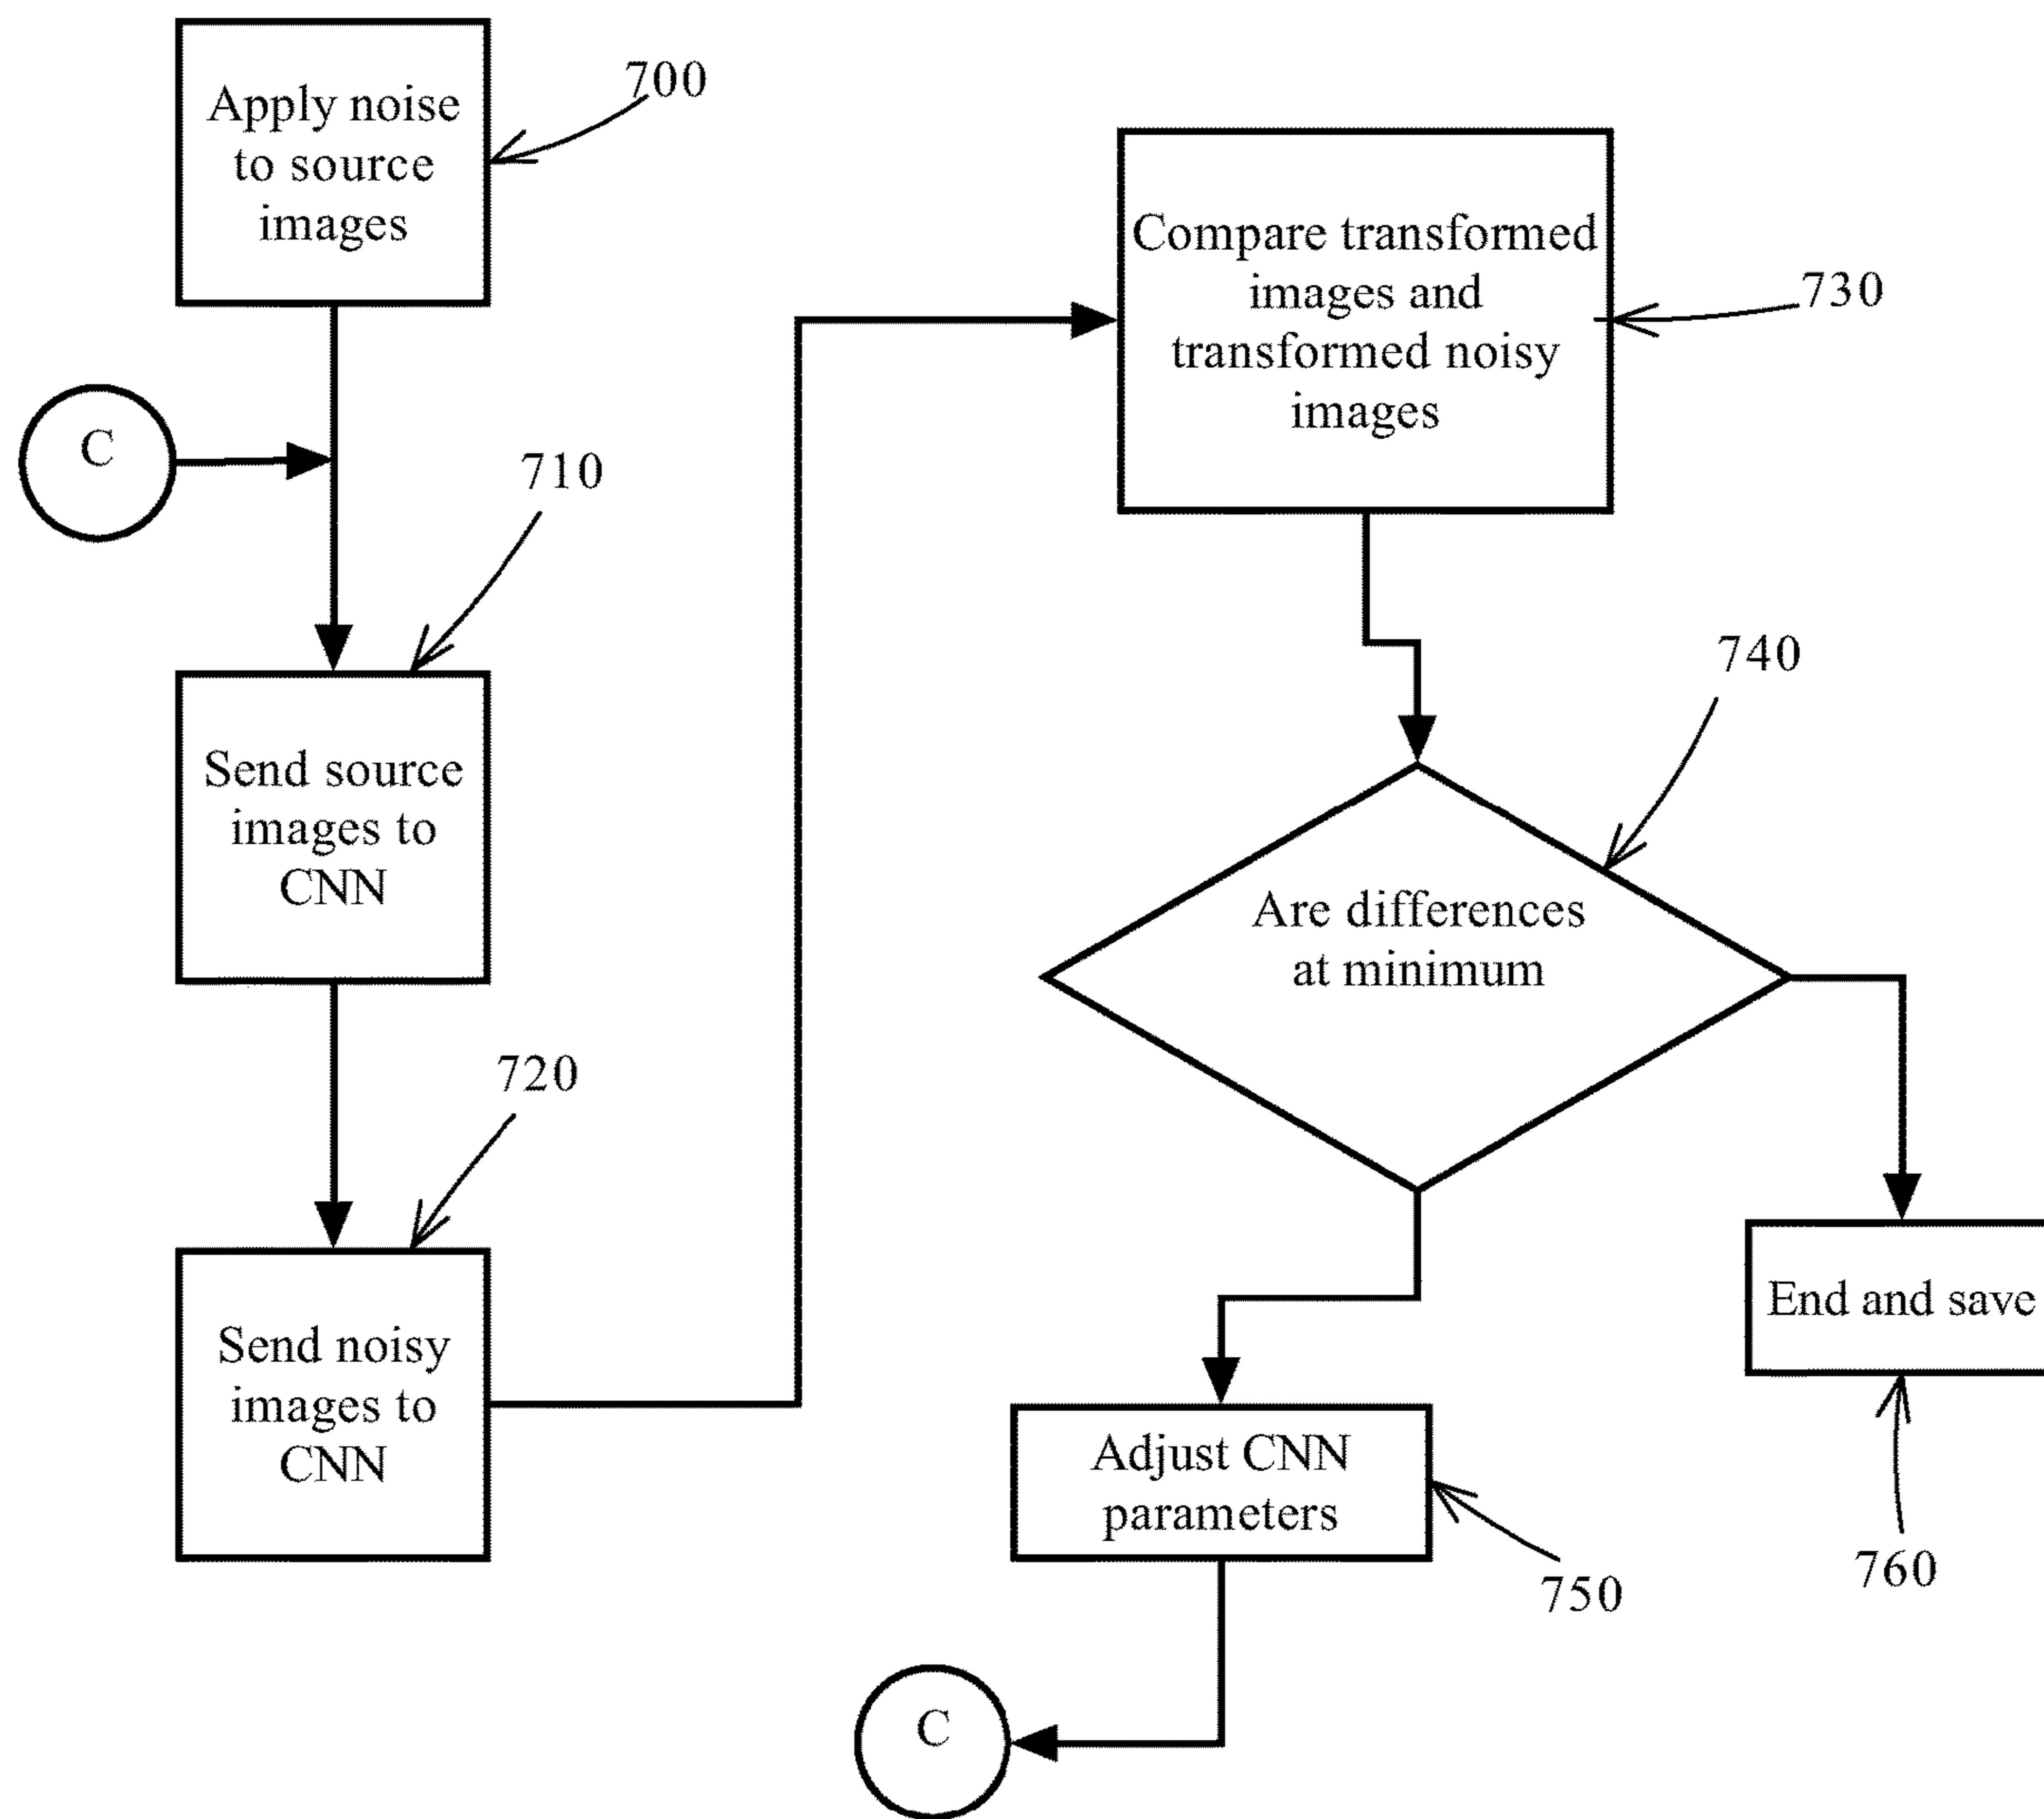 Apply noise
to source
images
700
C
710
Send source
images to
CNN
720
Send noisy
images to
CNN
Compare transformed
images and
transformed noisy
images
730
740
Are differences
at minimum
End and save
760
Adjust CNN
parameters
750
C